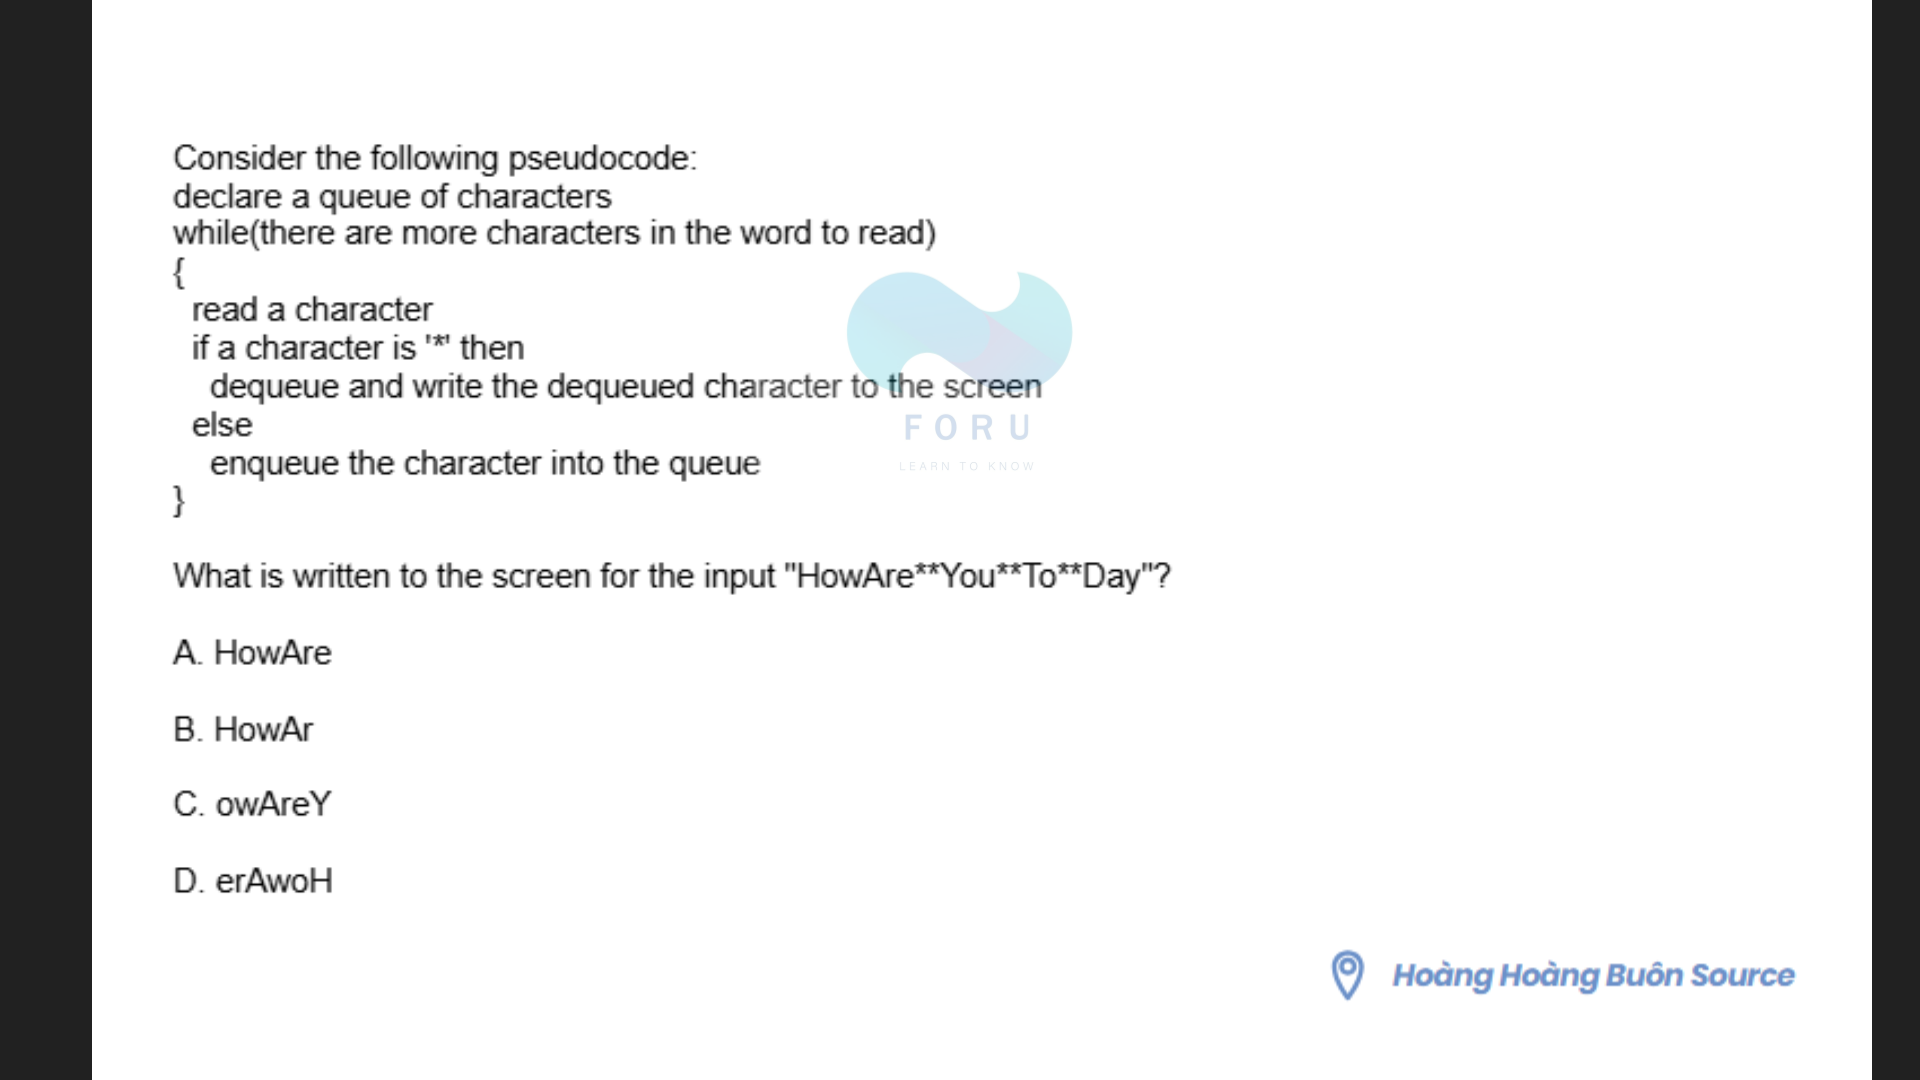 Consider the following pseudocode:
declare a queue of characters
while(there are more characters in the word to read)
{
read a character
if a character is '*' then
dequeue and write the dequeued character to the screen
else
enqueue the character into the queue
}
FORU
LEARN TO KNOW
What is written to the screen for the input "HowAre**You**To**Day"?
A. HowAre
B. HowAr
C. owAreY
D. erAwoH
Hoàng Hoàng Buôn Source